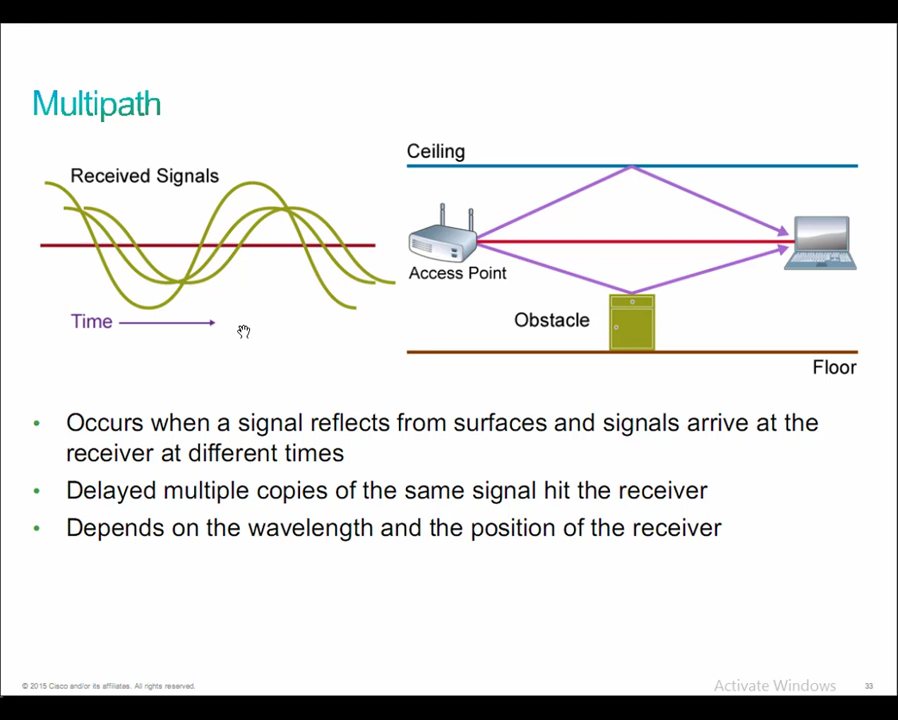 Multipath
Received Signals
Time
Ceiling
Access Point
Obstacle
Floor
• Occurs when a signal reflects from surfaces and signals arrive at the
receiver at different times
• Delayed multiple copies of the same signal hit the receiver
• Depends on the wavelength and the position of the receiver
© 2015 Cisco and/or its affiliates. All rights reserved.
Activate Windows
33